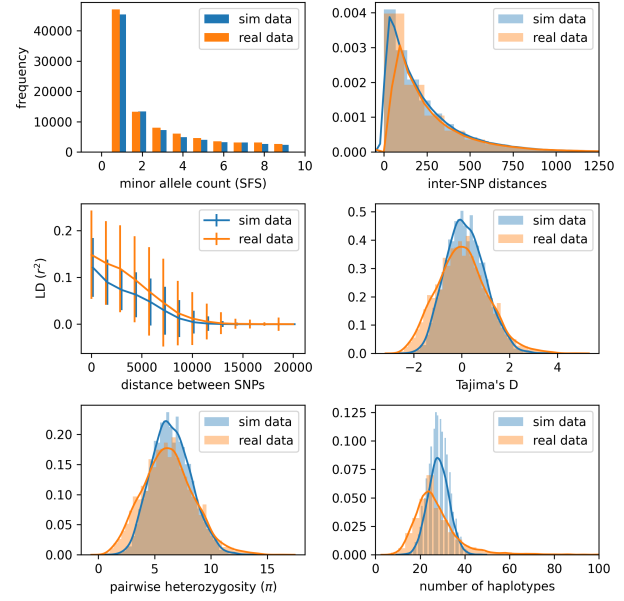 frequency
40000
30000
20000
10000
0
0 2 4 6 8 10
minor allele count (SFS)
sim data
real data
0.004
0.003
0.002
0.001
0.000
0 250 500 750 1000 1250
inter-SNP distances
sim data
real data
LD (r²)
0.2
0.1
0.0
0 5000 10000 15000 20000
distance between SNPs
sim data
real data
0.5
0.4
0.3
0.2
0.1
0.0
−2 0 2 4
Tajima's D
sim data
real data
0.20
0.15
0.10
0.05
0.00
0 5 10 15
pairwise heterozygosity (π)
sim data
real data
0.125
0.100
0.075
0.050
0.025
0.000
0 20 40 60 80 100
number of haplotypes
sim data
real data